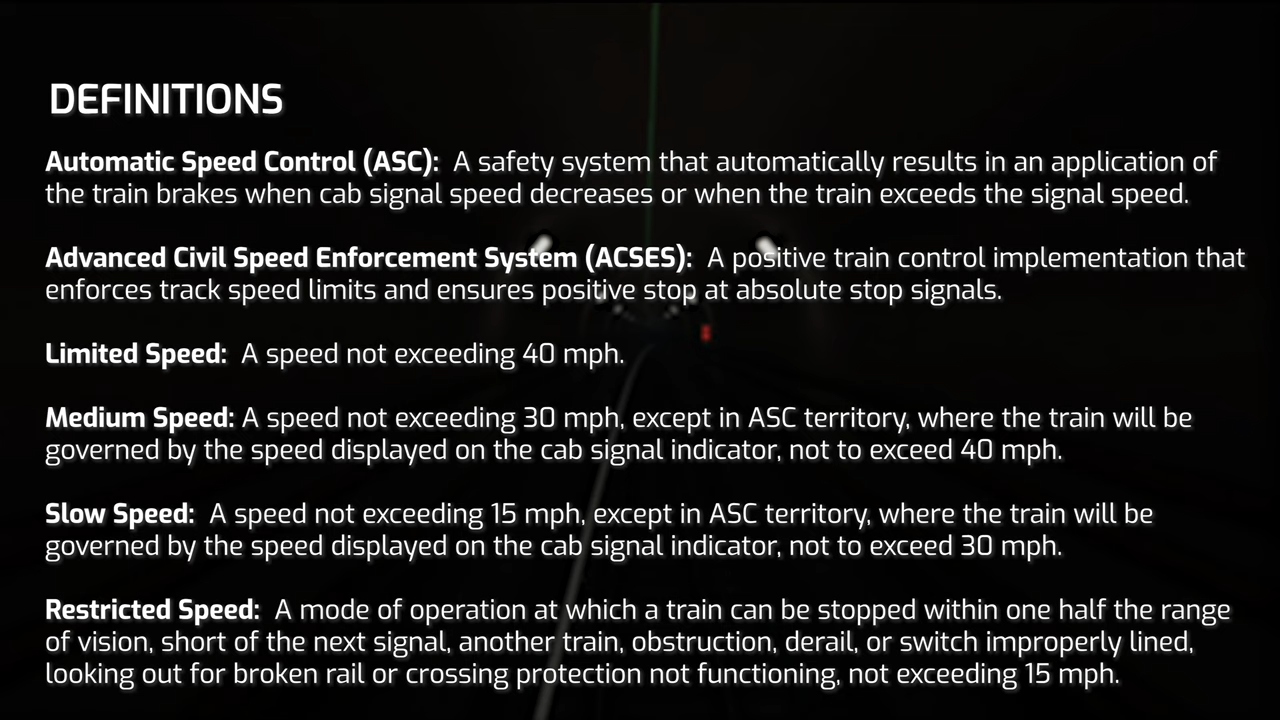 DEFINITIONS
Automatic Speed Control (ASC): A safety system that automatically results in an application of
the train brakes when cab signal speed decreases or when the train exceeds the signal speed.
Advanced Civil Speed Enforcement System (ACSES): A positive train control implementation that
enforces track speed limits and ensures positive stop at absolute stop signals.
Limited Speed: A speed not exceeding 40 mph.
Medium Speed: A speed not exceeding 30 mph, except in ASC territory, where the train will be
governed by the speed displayed on the cab signal indicator, not to exceed 40 mph.
Slow Speed: A speed not exceeding 15 mph, except in ASC territory, where the train will be
governed by the speed displayed on the cab signal indicator, not to exceed 30 mph.
Restricted Speed: A mode of operation at which a train can be stopped within one half the range
of vision, short of the next signal, another train, obstruction, derail, or switch improperly lined,
looking out for broken rail or crossing protection not functioning, not exceeding 15 mph.